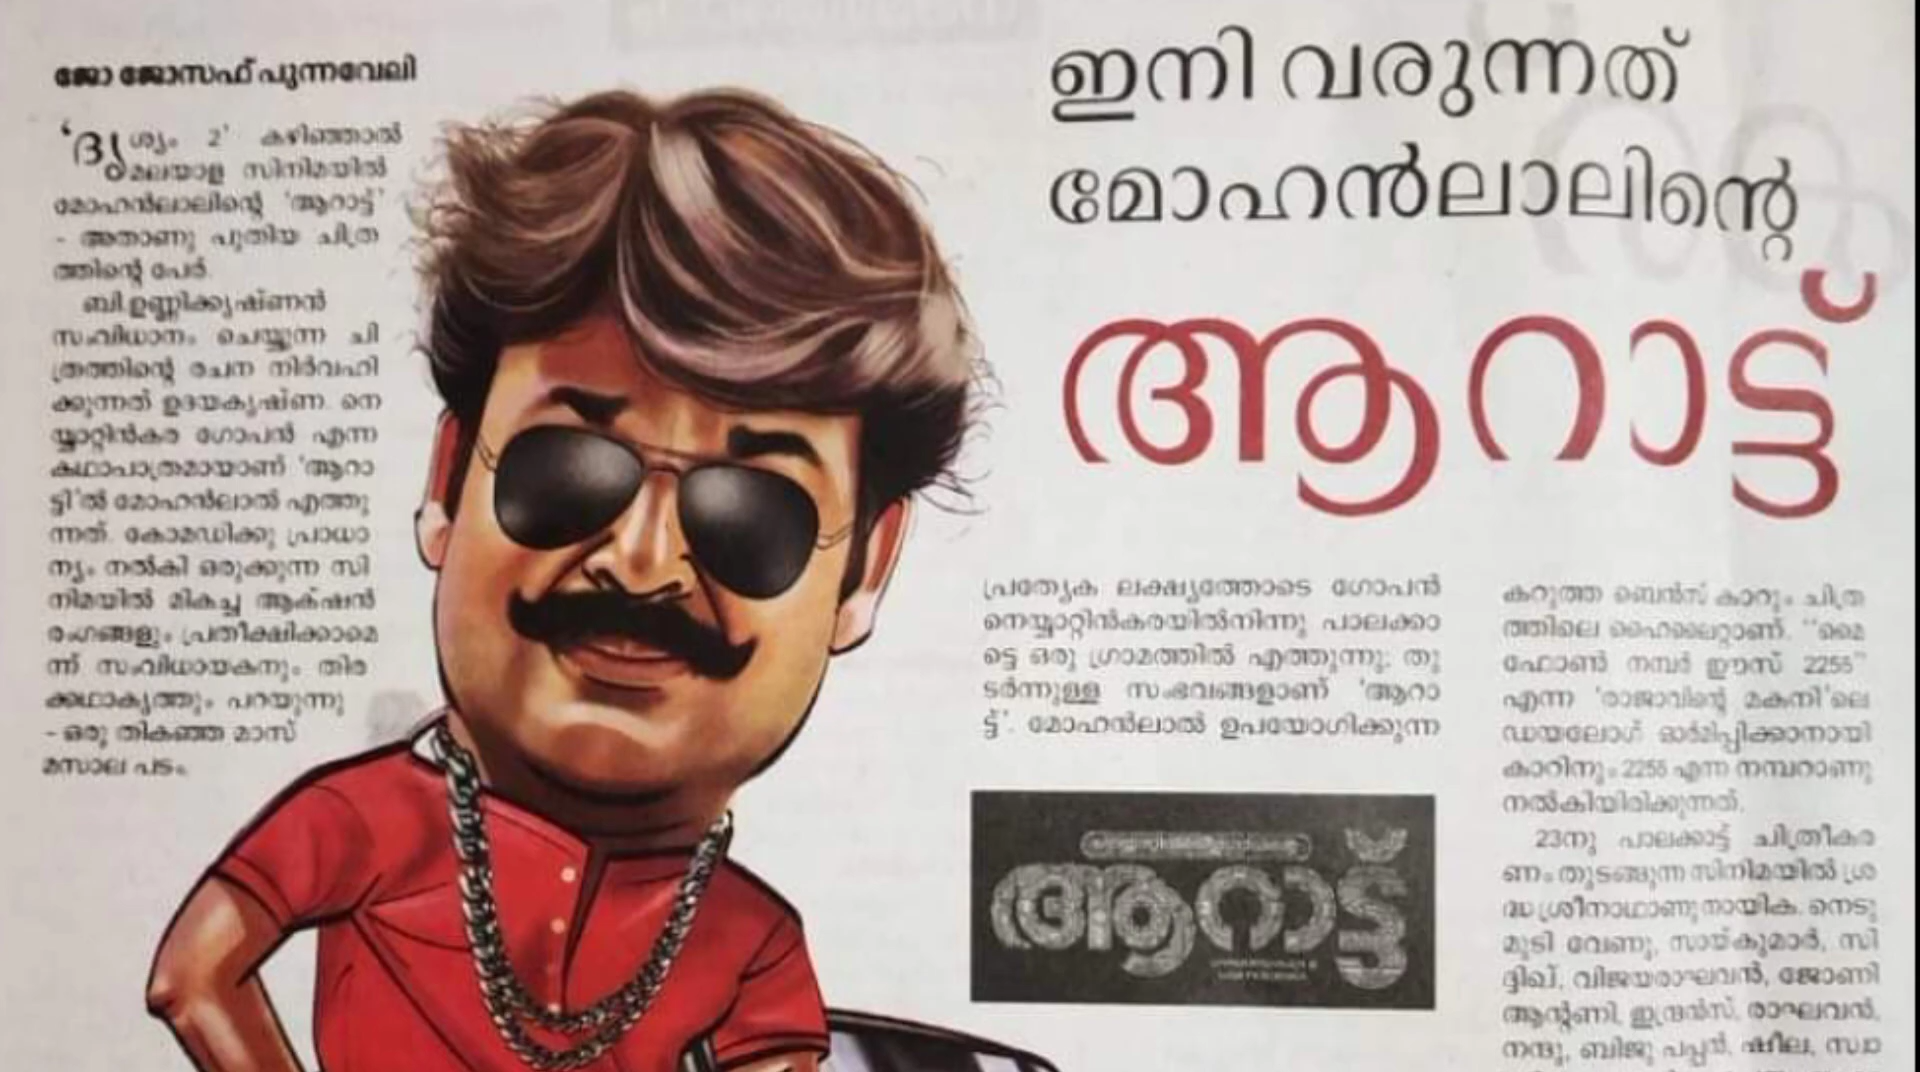 ജോ ജോസഫ് പുന്നവേലി
ഇനി വരുന്നത്
മോഹൻലാലിന്റെ
ആറാട്ട്
‘ദൃശ്യം 2’ കഴിഞ്ഞാൽ
മലയാള സിനിമയിൽ
മോഹൻലാലിന്റെ ‘ആറാട്ട്’
- അതാണു പുതിയ ചിത്ര
ത്തിന്റെ പേര്.
ബി.ഉണ്ണിക്കൃഷ്ണൻ
സംവിധാനം ചെയ്യുന്ന ചി
ത്രത്തിന്റെ രചന നിർവഹി
ക്കുന്നത് ഉദയകൃഷ്ണ. നെ
യ്യാറ്റിൻകര ഗോപൻ എന്ന
കഥാപാത്രമായാണ് ‘ആറാ
ട്ടി’ൽ മോഹൻലാൽ എത്തു
ന്നത്. കോമഡിക്കു പ്രാധാ
ന്യം നൽകി ഒരുക്കുന്ന സി
നിമയിൽ മികച്ച ആക്‌ഷൻ
രംഗങ്ങളും പ്രതീക്ഷിക്കാമെ
ന്ന് സംവിധായകനും തിര
ക്കഥാകൃത്തും പറയുന്നു
- ഒരു തികഞ്ഞ മാസ്
മസാല പടം.
പ്രത്യേക ലക്ഷ്യത്തോടെ ഗോപൻ
നെയ്യാറ്റിൻകരയിൽനിന്നു പാലക്കാ
ട്ടെ ഒരു ഗ്രാമത്തിൽ എത്തുന്നു; തു
ടർന്നുള്ള സംഭവങ്ങളാണ് ‘ആറാ
ട്ട്’. മോഹൻലാൽ ഉപയോഗിക്കുന്ന
ആറാട്ട്
കറുത്ത ബെൻസ് കാറും ചിത്ര
ത്തിലെ ഹൈലൈറ്റാണ്. “മൈ
ഫോൺ നമ്പർ ഈസ് 2255”
എന്ന ‘രാജാവിന്റെ മകനി’ലെ
ഡയലോഗ് ഓർമിപ്പിക്കാനായി
കാറിനും 2255 എന്ന നമ്പറാണു
നൽകിയിരിക്കുന്നത്.
23നു പാലക്കാട്ട് ചിത്രീകര
ണം തുടങ്ങുന്ന സിനിമയിൽ ശ്ര
ദ്ധ ശ്രീനാഥാണു നായിക. നെടു
മുടി വേണു, സായ്കുമാർ, സി
ദ്ദിഖ്, വിജയരാഘവൻ, ജോണി
ആന്റണി, ഇന്ദ്രൻസ്, രാഘവൻ,
നന്ദു, ബിജു പപ്പൻ, ഷീല, സ്വാ